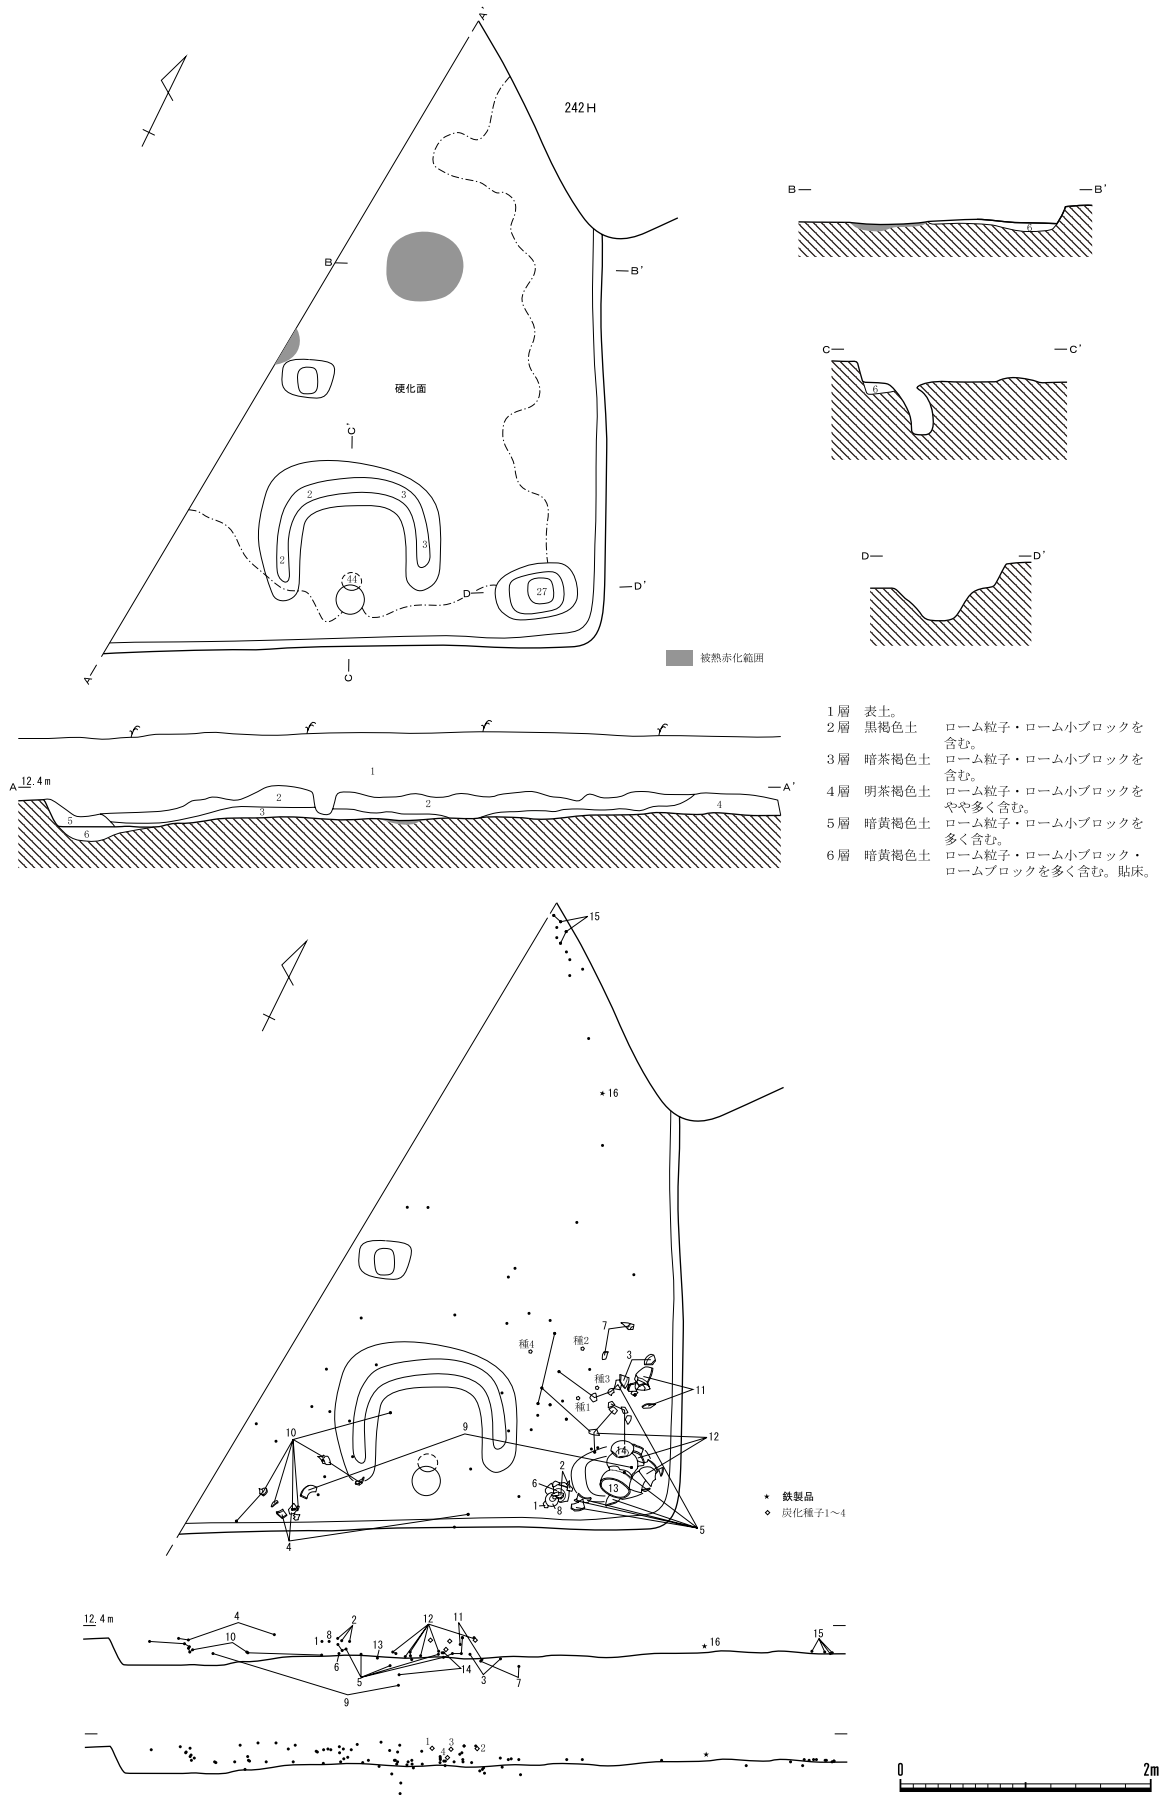 A'
242H
B
B'
B
B'
6
硬化面
C
C'
6
C'
2
3
2
3
44
27
D
D'
D
D'
A
C
被熱赤化範囲
1層 表土。
2層 黒褐色土 ローム粒子・ローム小ブロックを
含む。
3層 暗茶褐色土 ローム粒子・ローム小ブロックを
含む。
4層 明茶褐色土 ローム粒子・ローム小ブロックを
やや多く含む。
5層 暗黄褐色土 ローム粒子・ローム小ブロックを
多く含む。
6層 暗黄褐色土 ローム粒子・ローム小ブロック・
ロームブロックを多く含む。貼床。
1
A 12.4m
A'
2
3
2
4
5
6
15
16
7
種4
種2
3
種3
11
種1
9
10
12
14
2
6
13
1
8
5
4
鉄製品
炭化種子1～4
12.4m
4
2
12
11
15
10
1
8
13
16
6
5
14
3
7
9
1
3
2
4
0
2m